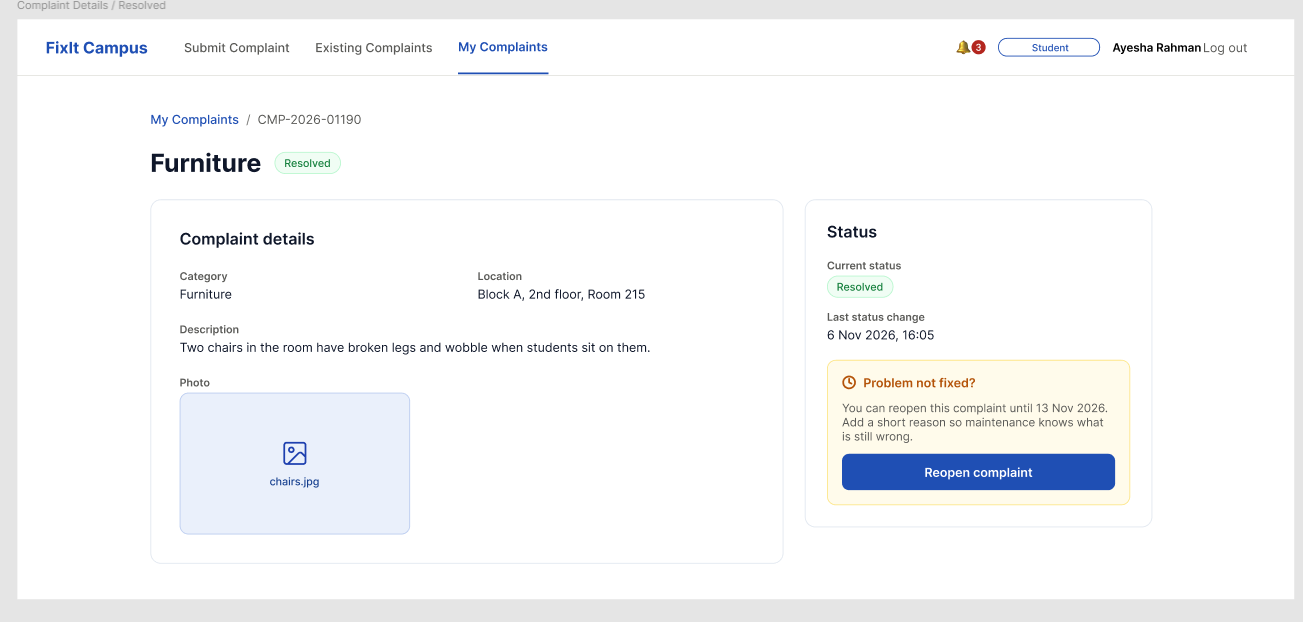 Complaint Details / Resolved
FixIt Campus
Submit Complaint
Existing Complaints
My Complaints
3
Student
Ayesha Rahman
Log out
My Complaints / CMP-2026-01190
Furniture
Resolved
Complaint details
Category
Furniture
Location
Block A, 2nd floor, Room 215
Description
Two chairs in the room have broken legs and wobble when students sit on them.
Photo
chairs.jpg
Status
Current status
Resolved
Last status change
6 Nov 2026, 16:05
Problem not fixed?
You can reopen this complaint until 13 Nov 2026.
Add a short reason so maintenance knows what
is still wrong.
Reopen complaint